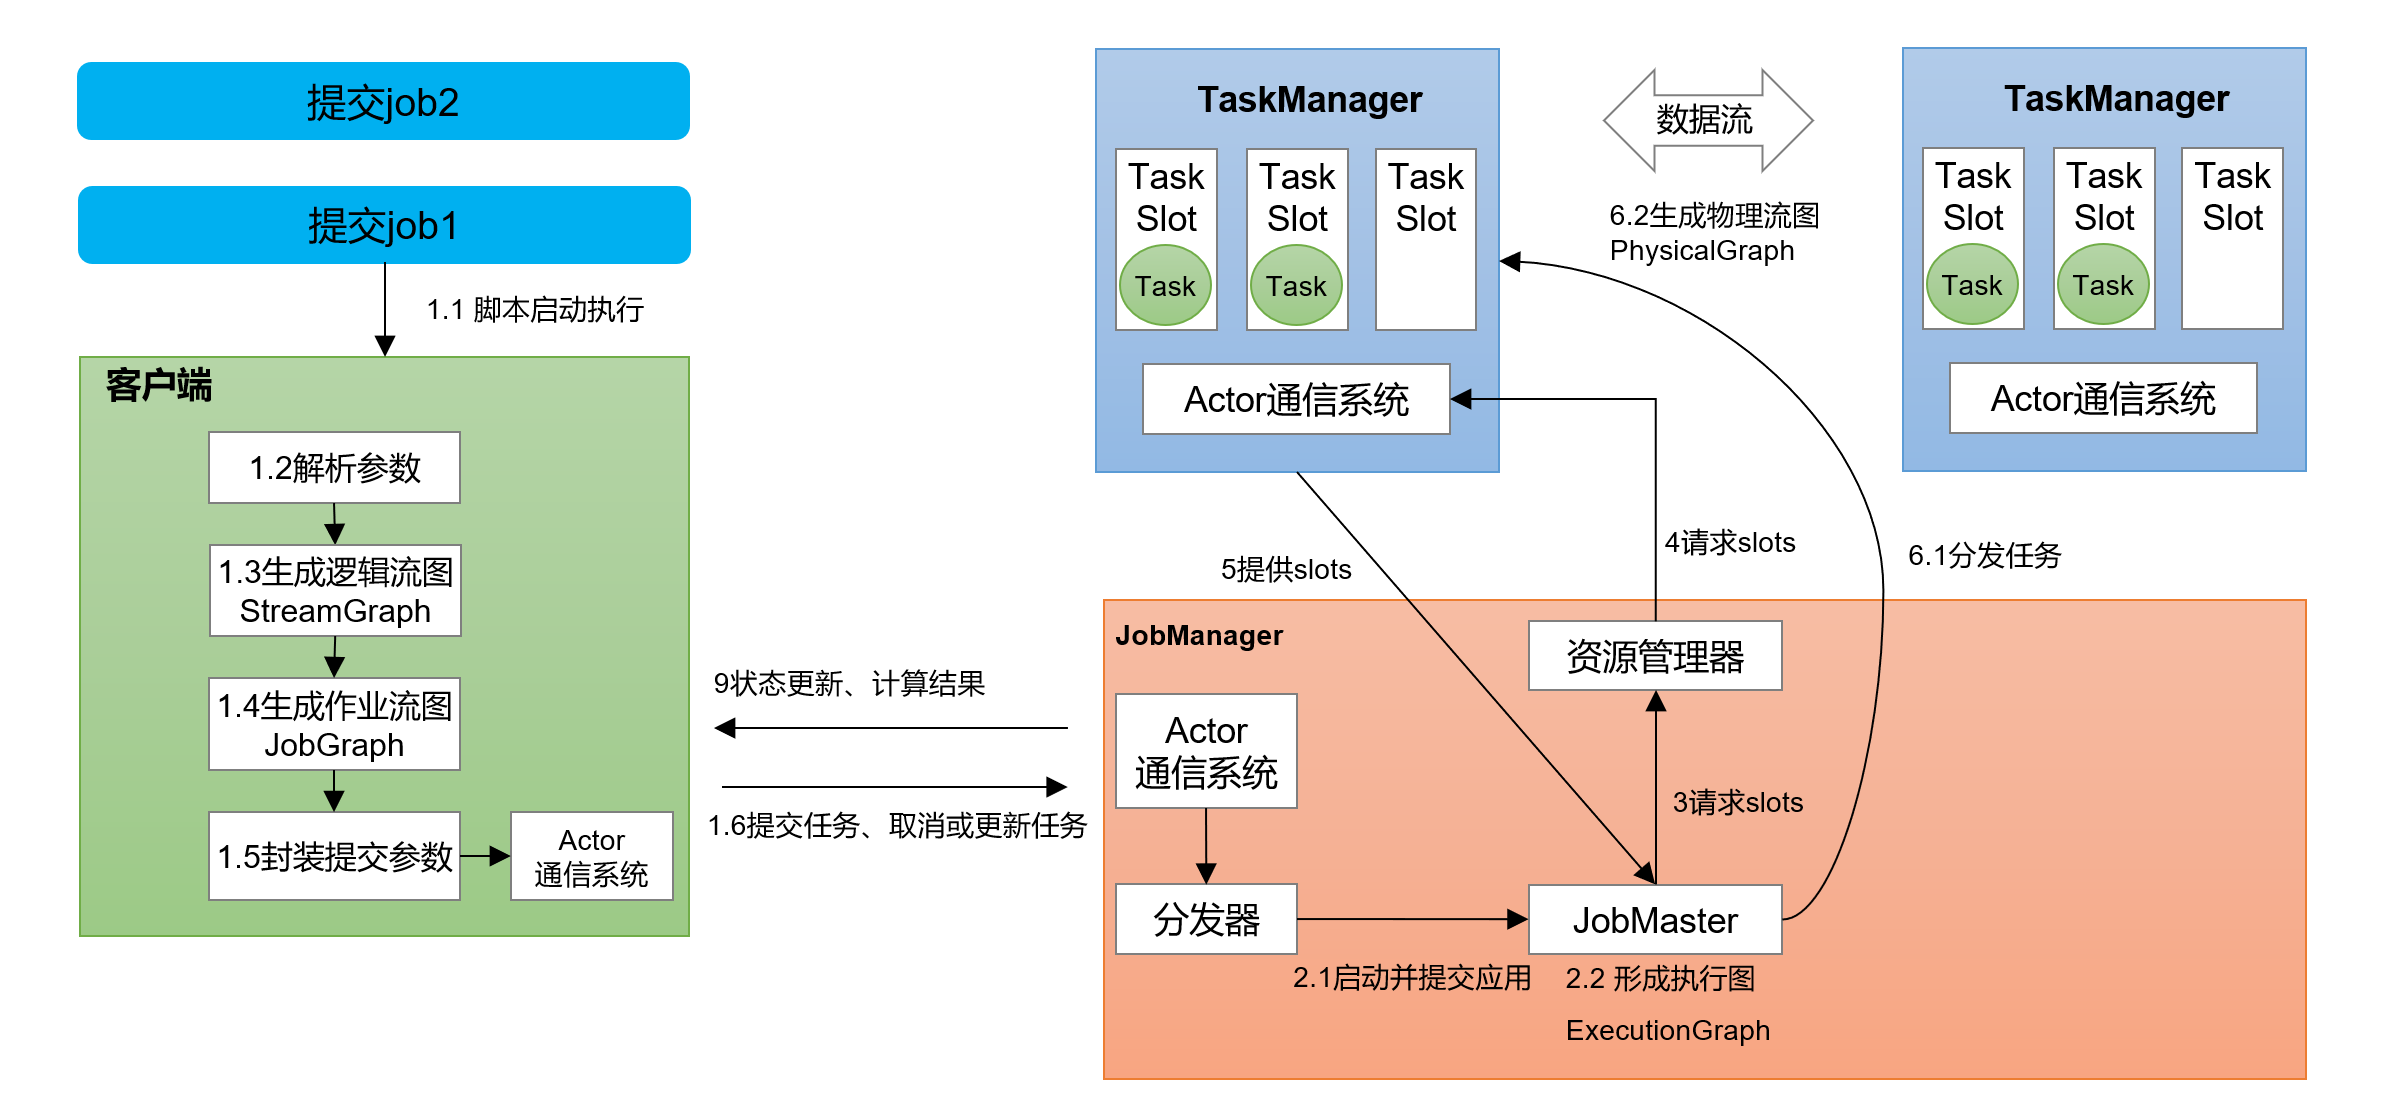 提交job2
提交job1
1.1 脚本启动执行
客户端
1.2解析参数
1.3生成逻辑流图
StreamGraph
1.4生成作业流图
JobGraph
1.5封装提交参数
Actor
通信系统
9状态更新、计算结果
1.6提交任务、取消或更新任务
TaskManager
Task
Slot
Task
Task
Slot
Task
Task
Slot
Actor通信系统
数据流
6.2生成物理流图
PhysicalGraph
TaskManager
Task
Slot
Task
Task
Slot
Task
Task
Slot
Actor通信系统
5提供slots
4请求slots
6.1分发任务
JobManager
Actor
通信系统
分发器
2.1启动并提交应用
资源管理器
3请求slots
JobMaster
2.2 形成执行图
ExecutionGraph